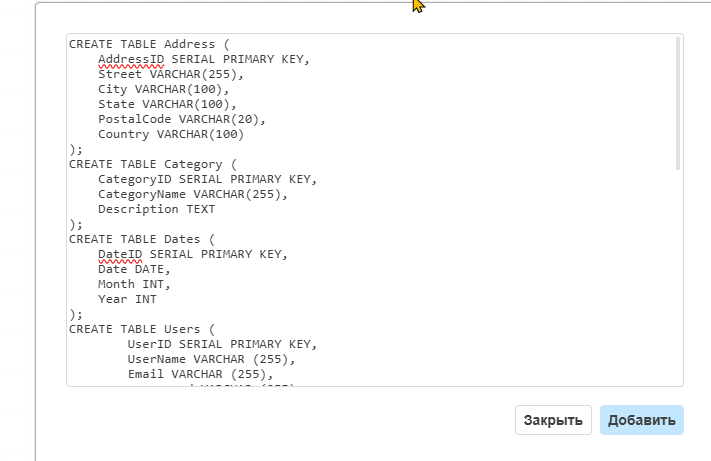 CREATE TABLE Address (
    AddressID SERIAL PRIMARY KEY,
    Street VARCHAR(255),
    City VARCHAR(100),
    State VARCHAR(100),
    PostalCode VARCHAR(20),
    Country VARCHAR(100)
);
CREATE TABLE Category (
    CategoryID SERIAL PRIMARY KEY,
    CategoryName VARCHAR(255),
    Description TEXT
);
CREATE TABLE Dates (
    DateID SERIAL PRIMARY KEY,
    Date DATE,
    Month INT,
    Year INT
);
CREATE TABLE Users (
        UserID SERIAL PRIMARY KEY,
        UserName VARCHAR (255),
        Email VARCHAR (255),
Закрыть Добавить